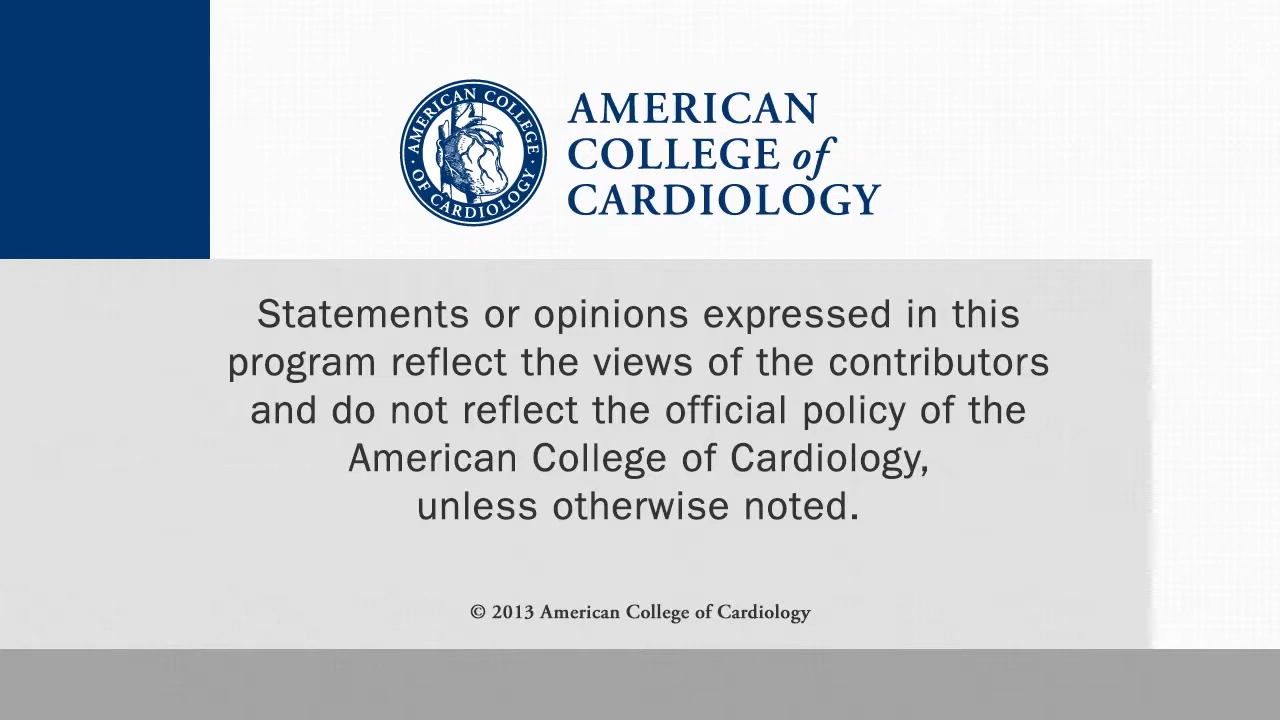 AMERICAN COLLEGE
· OF CARDIOLOGY ·
AMERICAN
COLLEGE of
CARDIOLOGY
Statements or opinions expressed in this
program reflect the views of the contributors
and do not reflect the official policy of the
American College of Cardiology,
unless otherwise noted.
© 2013 American College of Cardiology